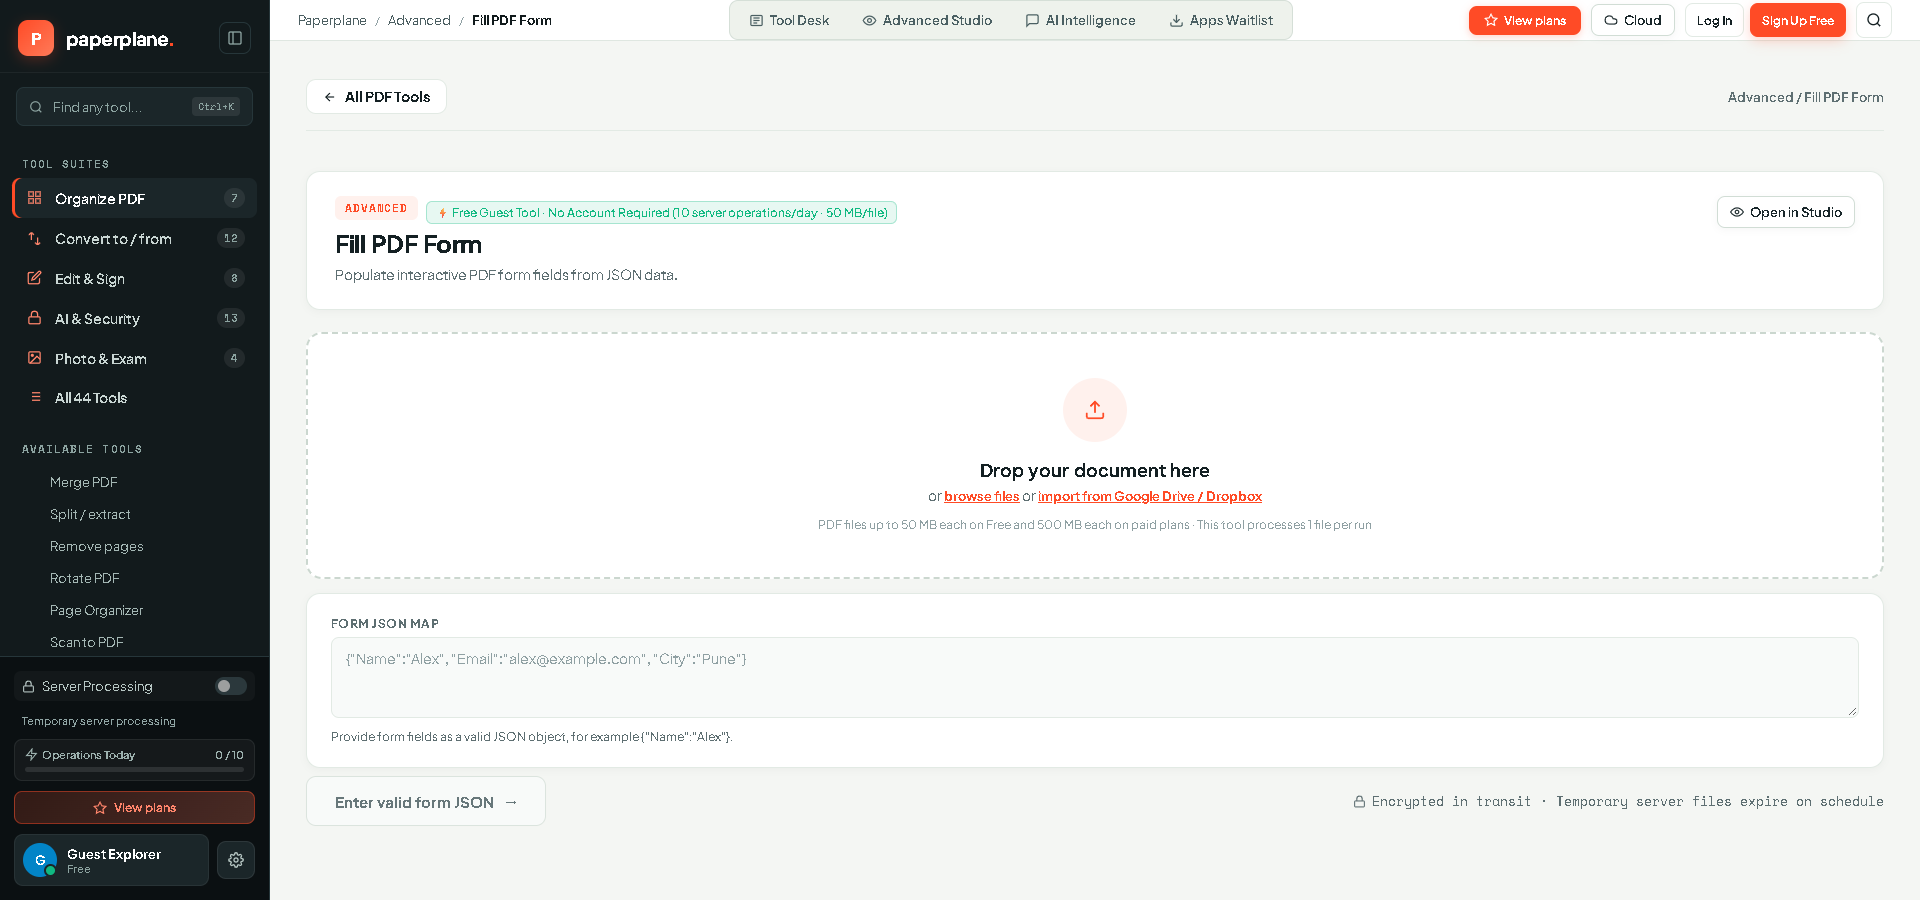 P paperplane.
Find any tool... Ctrl+K
TOOL SUITES
Organize PDF 7
Convert to / from 12
Edit & Sign 8
AI & Security 13
Photo & Exam 4
All 44 Tools
AVAILABLE TOOLS
Merge PDF
Split / extract
Remove pages
Rotate PDF
Page Organizer
Scan to PDF
Server Processing
Temporary server processing
Operations Today 0 / 10
View plans
G Guest Explorer
Free
Paperplane / Advanced / Fill PDF Form
Tool Desk Advanced Studio AI Intelligence Apps Waitlist
View plans Cloud Log In Sign Up Free
← All PDF Tools
Advanced / Fill PDF Form
ADVANCED Free Guest Tool · No Account Required (10 server operations/day · 50 MB/file)
Open in Studio
Fill PDF Form
Populate interactive PDF form fields from JSON data.
Drop your document here
or browse files or import from Google Drive / Dropbox
PDF files up to 50 MB each on Free and 500 MB each on paid plans · This tool processes 1 file per run
FORM JSON MAP
{"Name":"Alex", "Email":"alex@example.com", "City":"Pune"}
Provide form fields as a valid JSON object, for example {"Name":"Alex"}.
Enter valid form JSON →
Encrypted in transit · Temporary server files expire on schedule